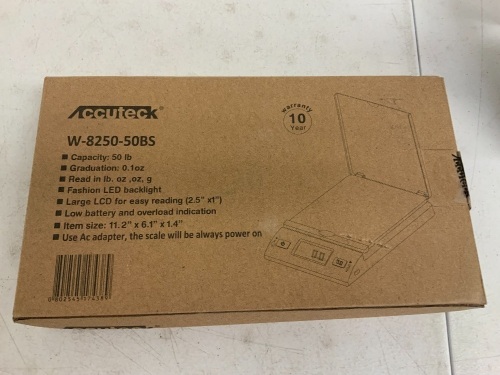 Accuteck®
warranty
10
Year
W-8250-50BS
■ Capacity: 50 lb
■ Graduation: 0.1oz
■ Read in lb. oz ,oz, g
■ Fashion LED backlight
■ Large LCD for easy reading (2.5" x1")
■ Low battery and overload indication
■ Item size: 11.2" x 6.1" x 1.4"
■ Use Ac adapter, the scale will be always power on